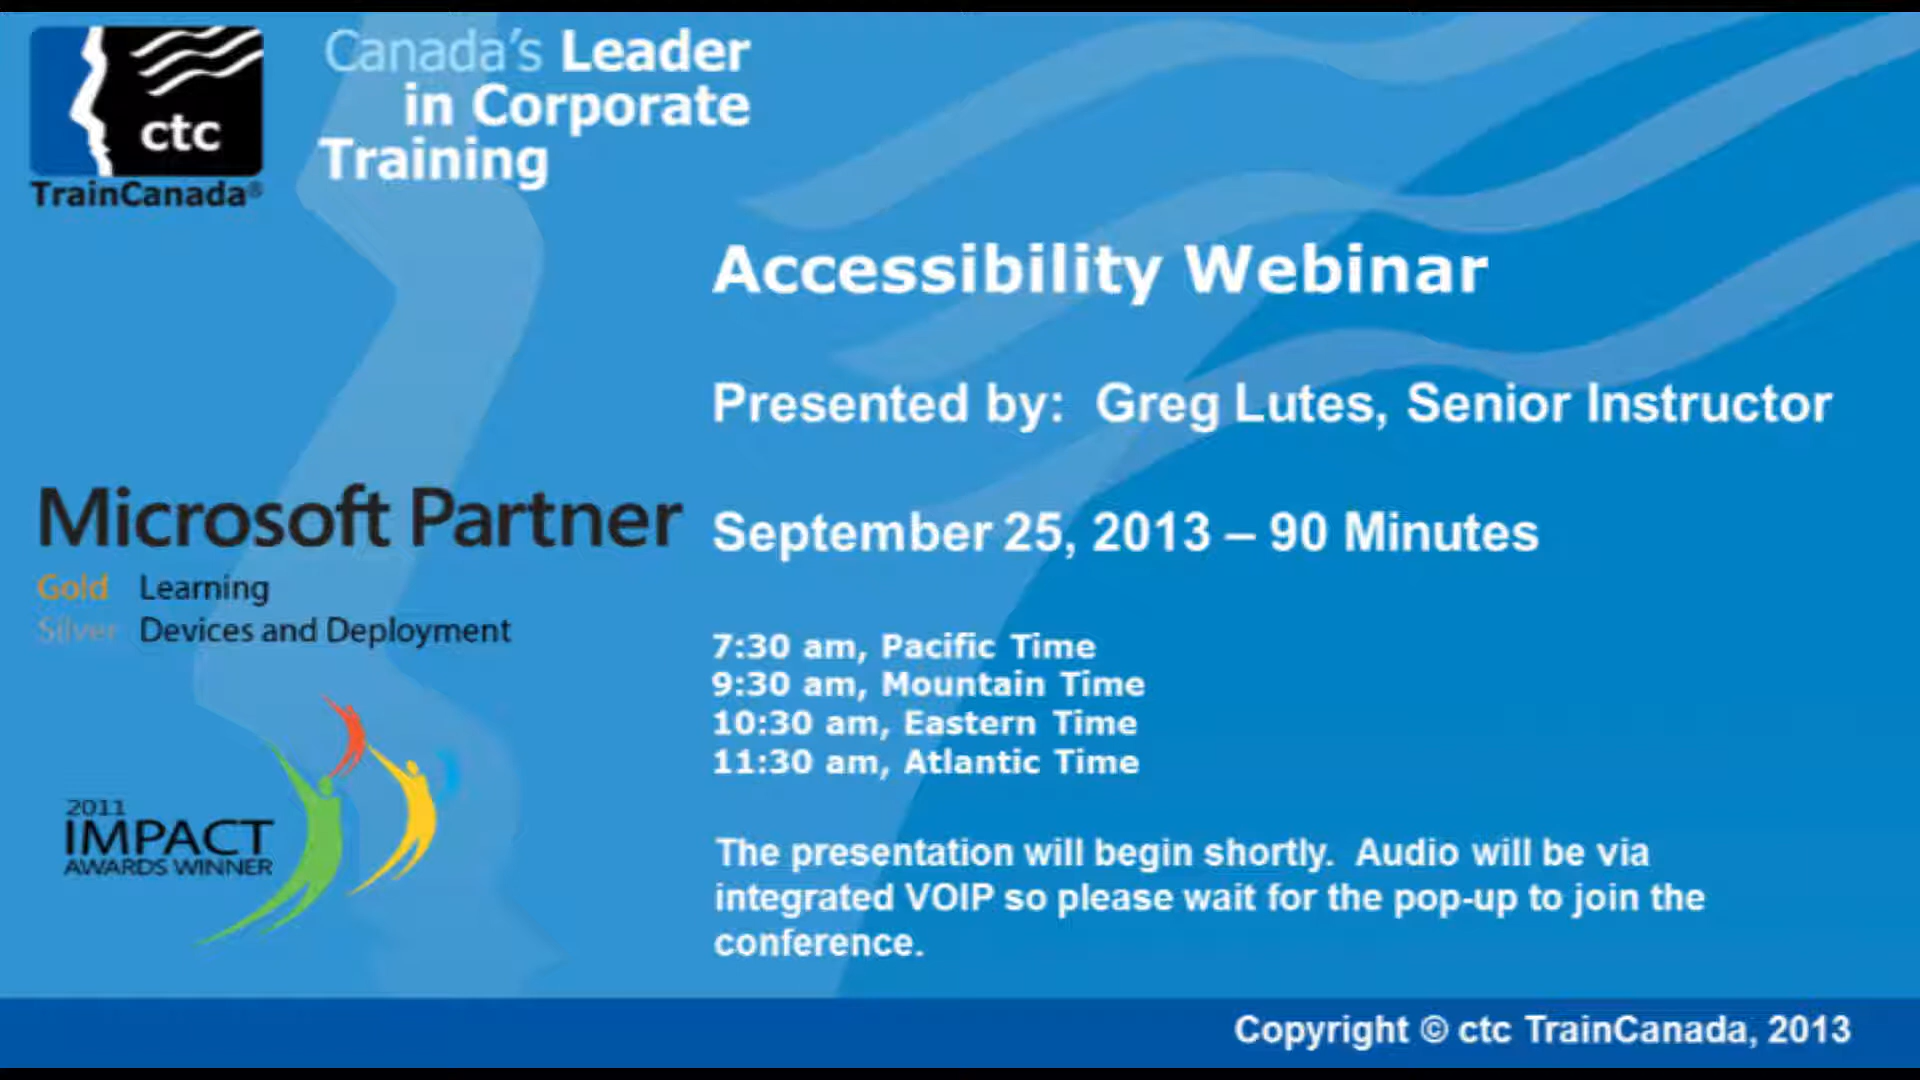 Canada's Leader
in Corporate
Training
ctc
TrainCanada®
Accessibility Webinar
Presented by: Greg Lutes, Senior Instructor
Microsoft Partner
Gold Learning
Silver Devices and Deployment
September 25, 2013 – 90 Minutes
7:30 am, Pacific Time
9:30 am, Mountain Time
10:30 am, Eastern Time
11:30 am, Atlantic Time
2011
IMPACT
AWARDS WINNER
The presentation will begin shortly. Audio will be via
integrated VOIP so please wait for the pop-up to join the
conference.
Copyright © ctc TrainCanada, 2013